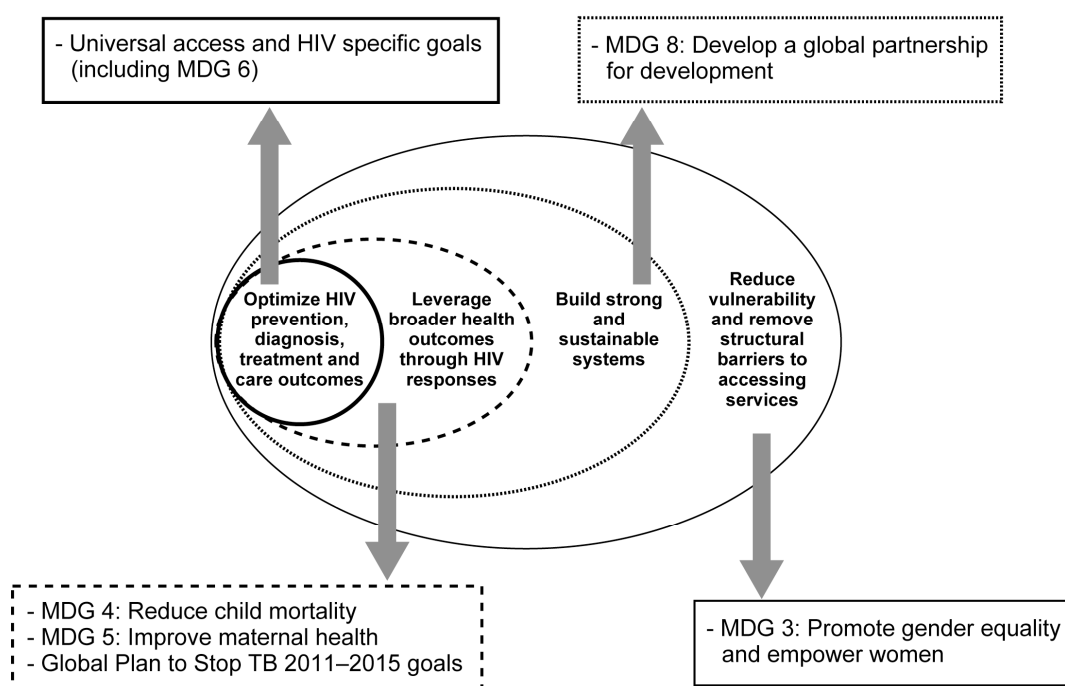 - Universal access and HIV specific goals
(including MDG 6)
- MDG 8: Develop a global partnership
for development
Optimize HIV
prevention,
diagnosis,
treatment and
care outcomes
Leverage
broader health
outcomes
through HIV
responses
Build strong
and
sustainable
systems
Reduce
vulnerability
and remove
structural
barriers to
accessing
services
- MDG 4: Reduce child mortality
- MDG 5: Improve maternal health
- Global Plan to Stop TB 2011–2015 goals
- MDG 3: Promote gender equality
and empower women